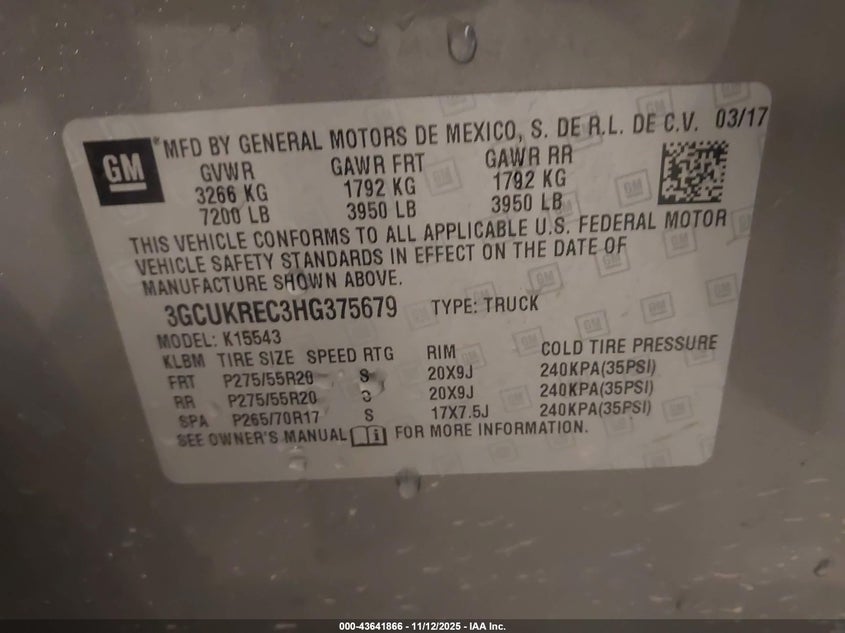 GM
*MFD BY GENERAL MOTORS DE MEXICO, S. DE R.L. DE C.V. 03/17
GVWR GAWR FRT GAWR RR
3266 KG 1792 KG 1792 KG
7200 LB 3950 LB 3950 LB
THIS VEHICLE CONFORMS TO ALL APPLICABLE U.S. FEDERAL MOTOR
VEHICLE SAFETY STANDARDS IN EFFECT ON THE DATE OF
MANUFACTURE SHOWN ABOVE.
3GCUKREC3HG375679 TYPE: TRUCK
MODEL: K15543
KLBM TIRE SIZE SPEED RTG RIM COLD TIRE PRESSURE
FRT P275/55R20 S 20X9J 240KPA(35PSI)
RR P275/55R20 20X9J 240KPA(35PSI)
SPA P265/70R17 S 17X7.5J 240KPA(35PSI)
SEE OWNER'S MANUAL FOR MORE INFORMATION.
000-43641866 - 11/12/2025 - IAA Inc.